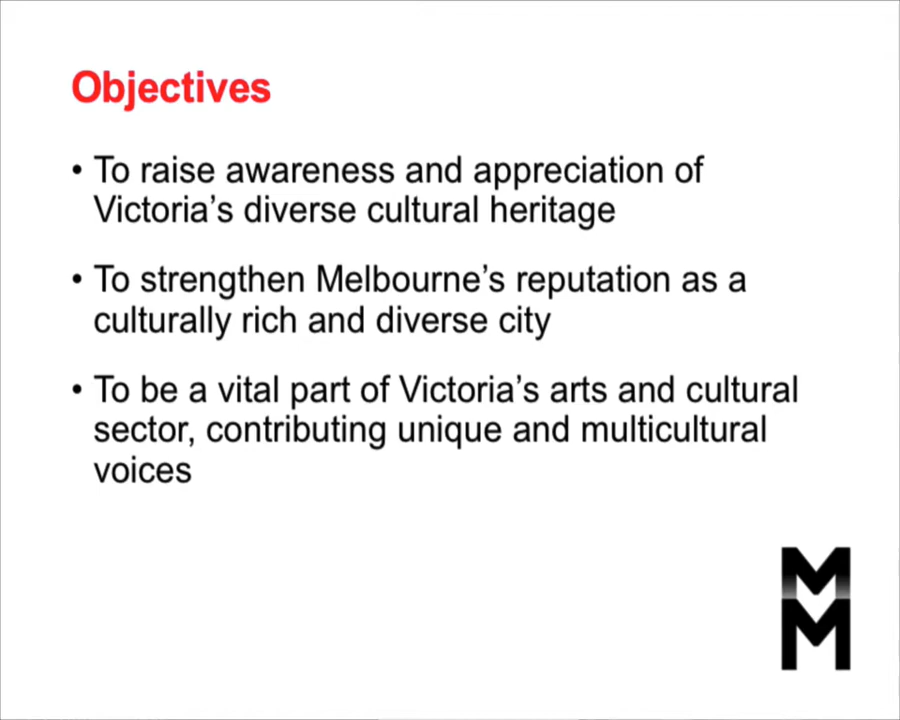 Objectives
• To raise awareness and appreciation of
Victoria’s diverse cultural heritage
• To strengthen Melbourne’s reputation as a
culturally rich and diverse city
• To be a vital part of Victoria’s arts and cultural
sector, contributing unique and multicultural
voices
M
M